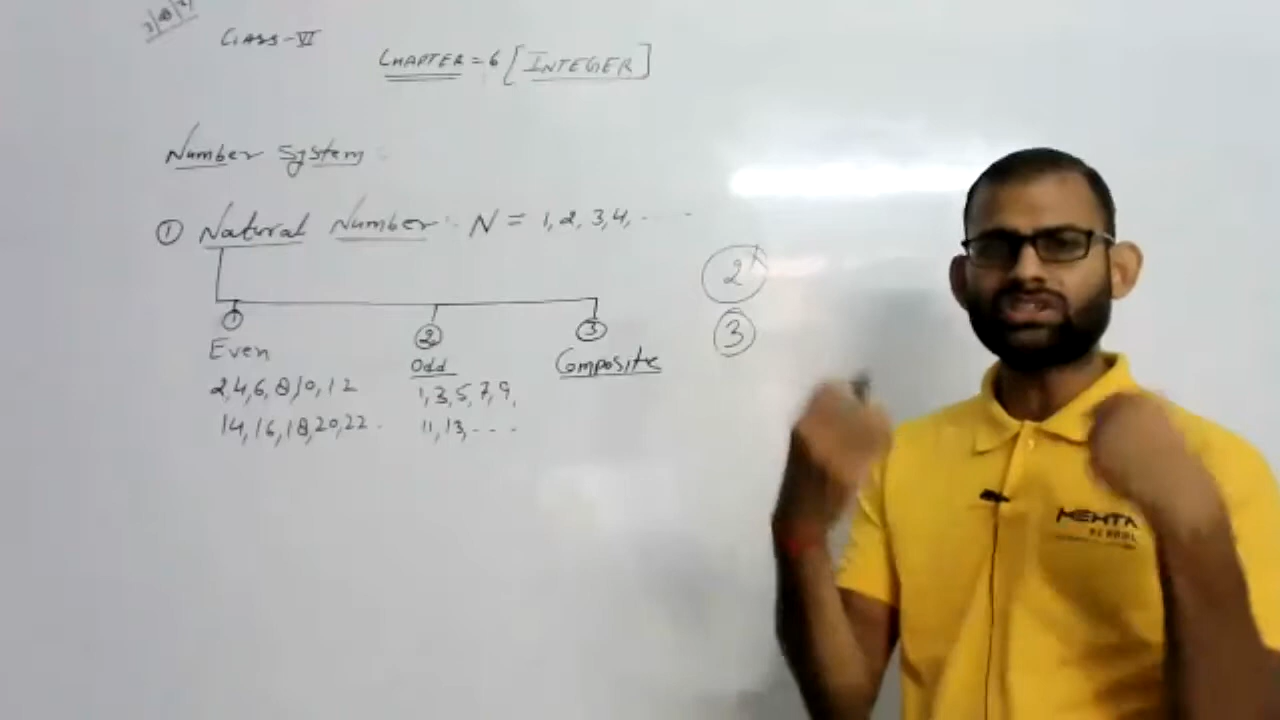 CLASS-VI
CHAPTER = 6 [INTEGER]
Number System
① Natural Number: N = 1, 2, 3, 4, - - -
2
3
① ② ③
Even Odd Composite
2, 4, 6, 8, 10, 12 1, 3, 5, 7, 9,
14, 16, 18, 20, 22 - 11, 13, - - -
MEHTA
SCHOOL